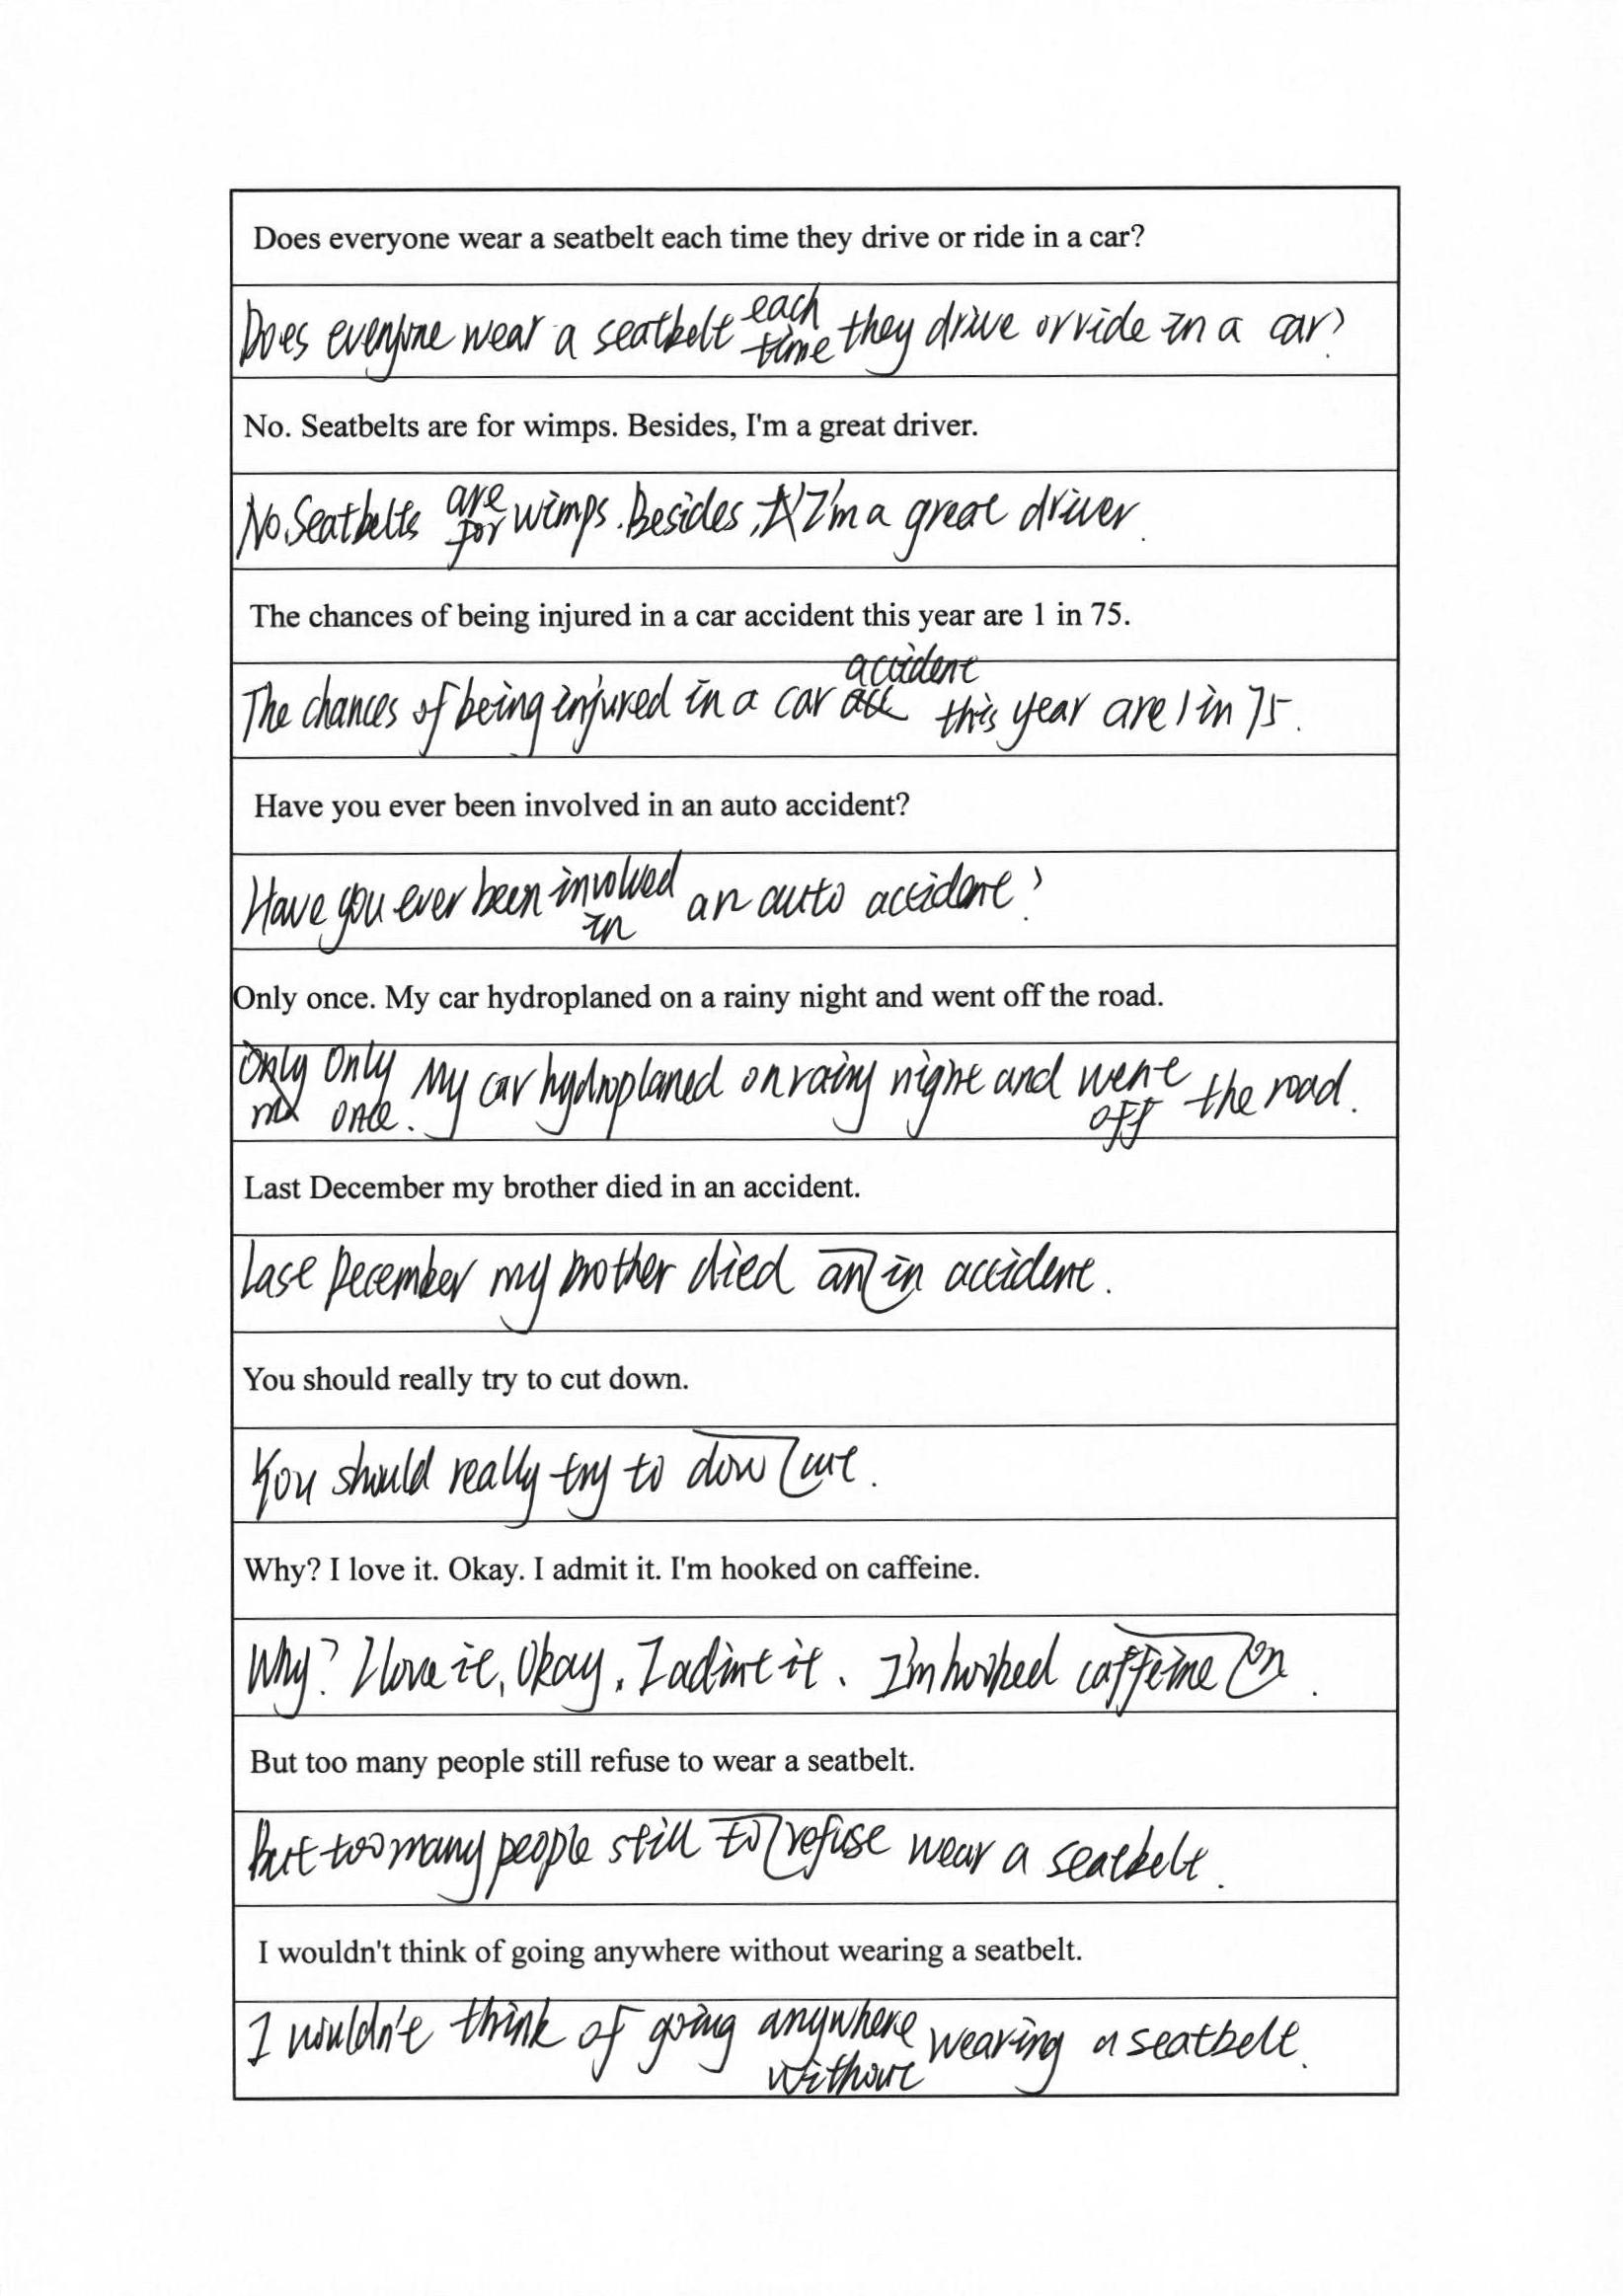 Does everyone wear a seatbelt each time they drive or ride in a car?
Does everyone wear a seatbelt each time they drive or ride in a car?
No. Seatbelts are for wimps. Besides, I'm a great driver.
No. Seatbelts are for wimps. Besides, I'm a great driver.
The chances of being injured in a car accident this year are 1 in 75.
The chances of being injured in a car accident this year are 1 in 75.
Have you ever been involved in an auto accident?
Have you ever been involved in an auto accident?
Only once. My car hydroplaned on a rainy night and went off the road.
Only once. My car hydroplaned on rainy night and went off the road.
Last December my brother died in an accident.
Last December my brother died in an accident.
You should really try to cut down.
You should really try to cut dow.
Why? I love it. Okay. I admit it. I'm hooked on caffeine.
Why? I love it. Okay. I adimt it. I'm hooked on caffeine.
But too many people still refuse to wear a seatbelt.
But too many people still refuse to wear a seatbelt.
I wouldn't think of going anywhere without wearing a seatbelt.
I wouldn't think of going anywhere without wearing a seatbelt.